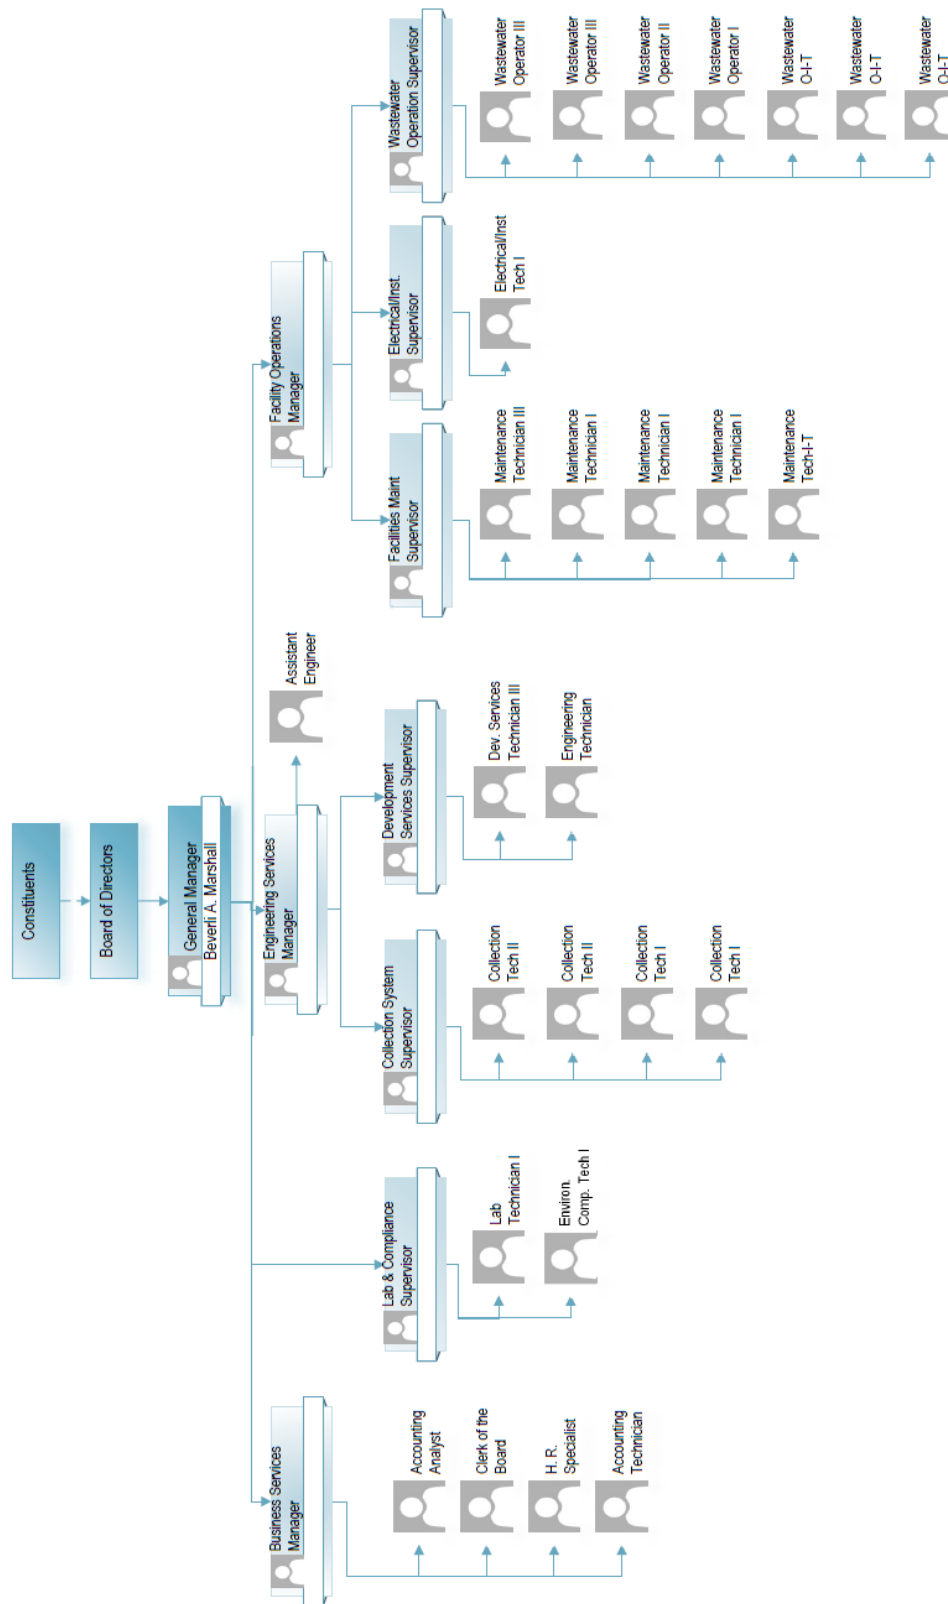 Constituents
Board of Directors
General Manager
Beverli A. Marshall
Business Services
Manager
Accounting
Analyst
Clerk of the
Board
H. R.
Specialist
Accounting
Technician
Lab & Compliance
Supervisor
Lab
Technician I
Environ.
Comp. Tech I
Engineering Services
Manager
Assistant
Engineer
Collection System
Supervisor
Collection
Tech II
Collection
Tech II
Collection
Tech I
Collection
Tech I
Development
Services Supervisor
Dev. Services
Technician III
Engineering
Technician
Facility Operations
Manager
Facilities Maint
Supervisor
Maintenance
Technician III
Maintenance
Technician I
Maintenance
Technician I
Maintenance
Technician I
Maintenance
Tech-I-T
Electrical/Inst.
Supervisor
Electrical/Inst
Tech I
Wastewater
Operation Supervisor
Wastewater
Operator III
Wastewater
Operator III
Wastewater
Operator II
Wastewater
Operator I
Wastewater
O-I-T
Wastewater
O-I-T
Wastewater
O-I-T